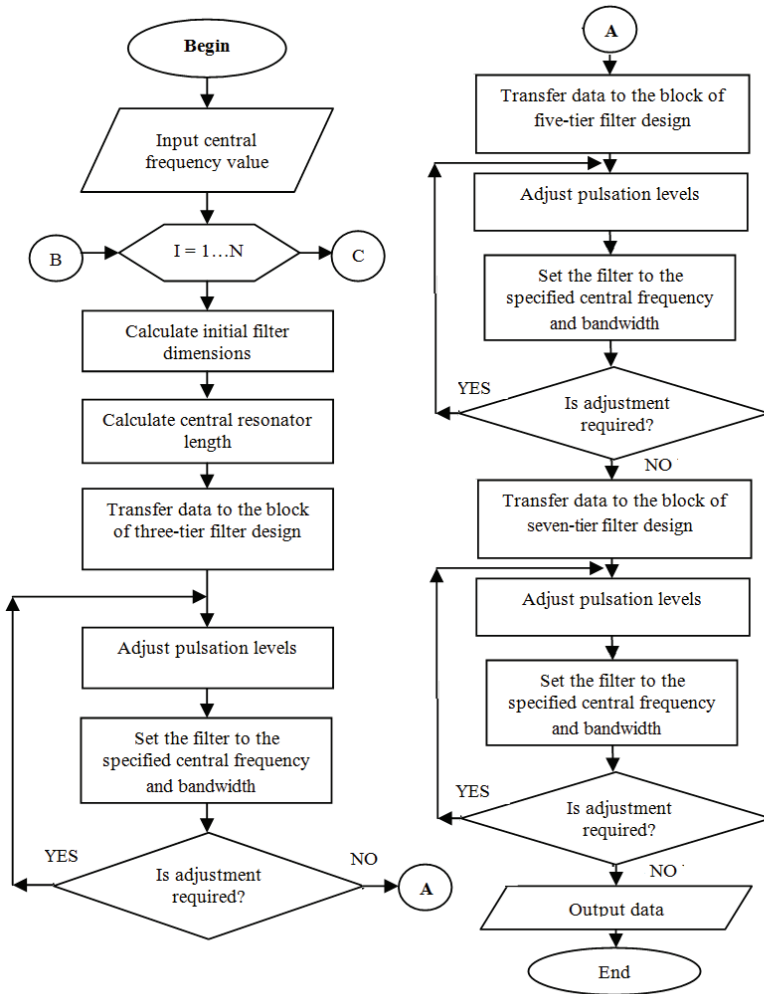 Begin
Input central
frequency value
B
I = 1…N
C
Calculate initial filter
dimensions
Calculate central resonator
length
Transfer data to the block
of three-tier filter design
Adjust pulsation levels
Set the filter to the
specified central frequency
and bandwidth
YES
Is adjustment
required?
NO
A
A
Transfer data to the block of
five-tier filter design
Adjust pulsation levels
Set the filter to the
specified central frequency
and bandwidth
YES
Is adjustment
required?
NO
Transfer data to the block of
seven-tier filter design
Adjust pulsation levels
Set the filter to the
specified central frequency
and bandwidth
YES
Is adjustment
required?
NO
Output data
End